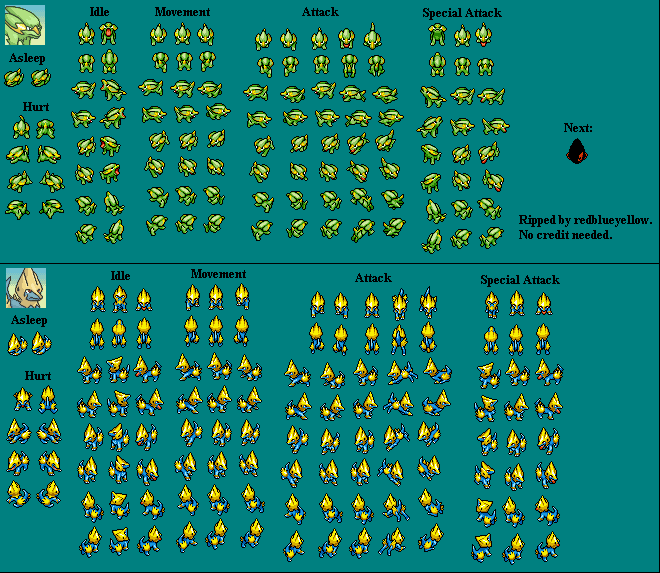 Idle
Movement
Attack
Special Attack
Asleep
Hurt
Next:
Ripped by redblueyellow.
No credit needed.
Idle
Movement
Attack
Special Attack
Asleep
Hurt